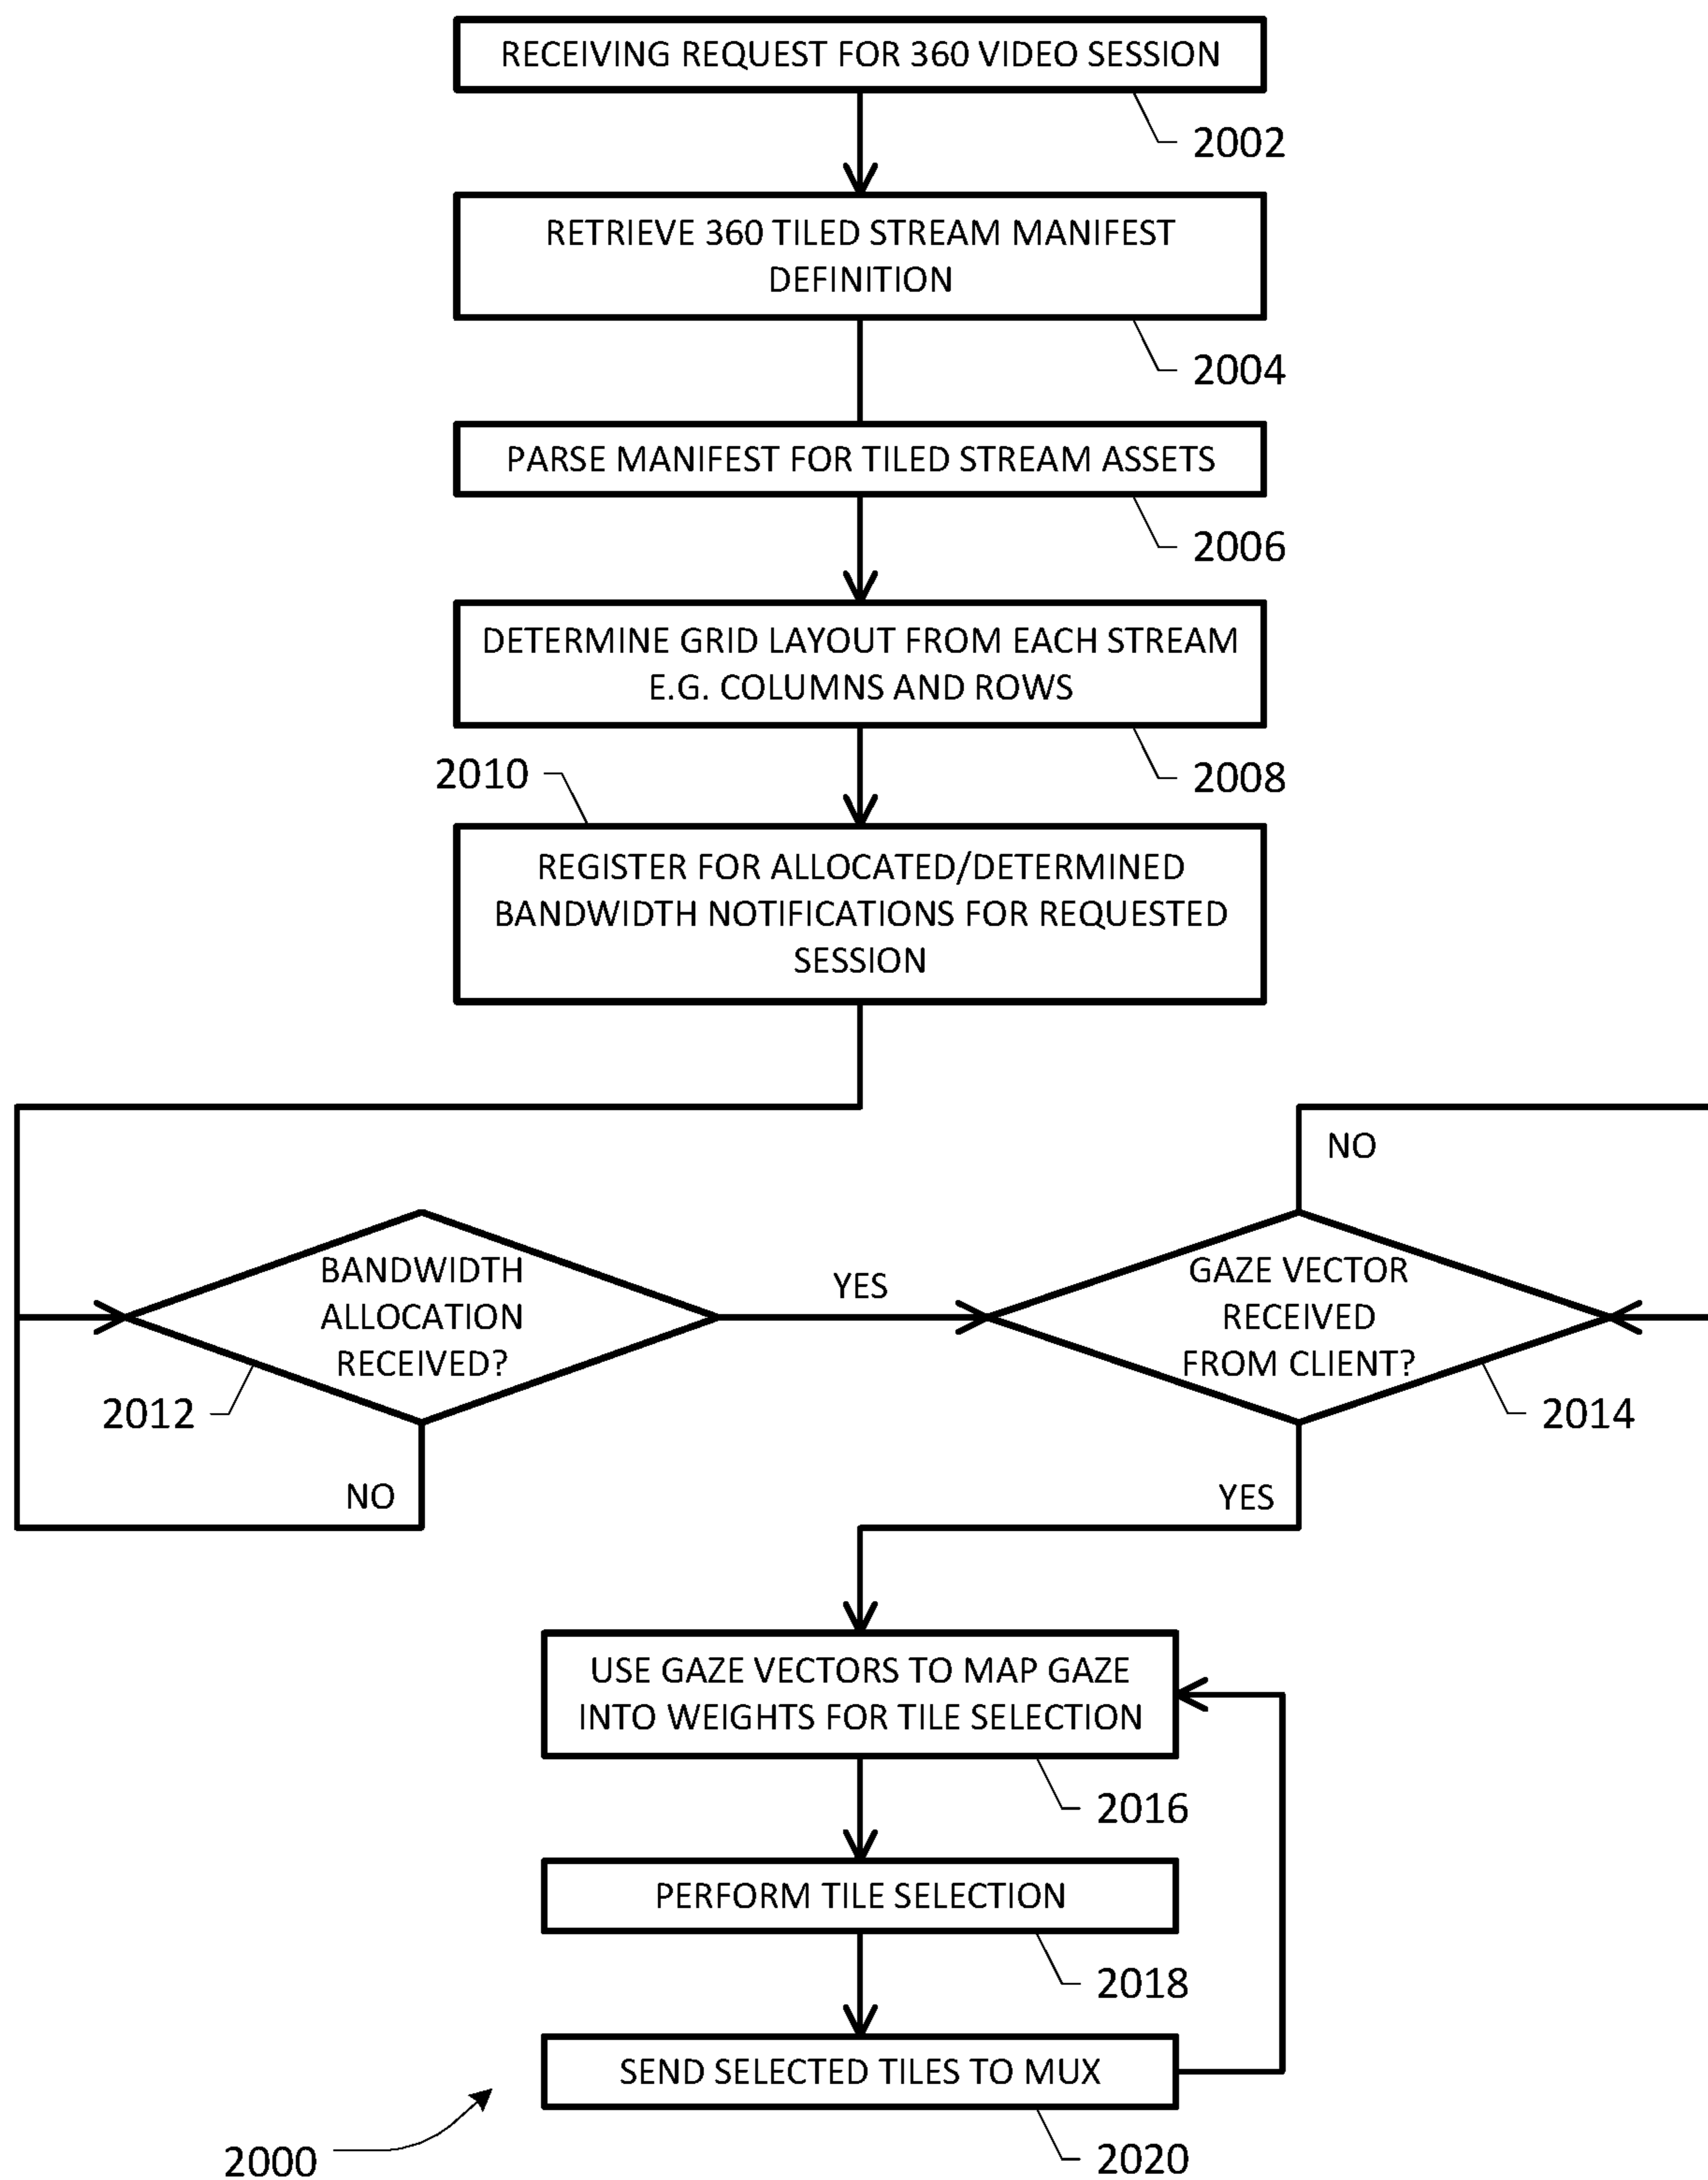 RECEIVING REQUEST FOR 360 VIDEO SESSION
2002
RETRIEVE 360 TILED STREAM MANIFEST
DEFINITION
2004
PARSE MANIFEST FOR TILED STREAM ASSETS
2006
DETERMINE GRID LAYOUT FROM EACH STREAM
E.G. COLUMNS AND ROWS
2008
2010
REGISTER FOR ALLOCATED/DETERMINED
BANDWIDTH NOTIFICATIONS FOR REQUESTED
SESSION
BANDWIDTH
ALLOCATION
RECEIVED?
2012
NO
YES
NO
GAZE VECTOR
RECEIVED
FROM CLIENT?
2014
YES
USE GAZE VECTORS TO MAP GAZE
INTO WEIGHTS FOR TILE SELECTION
2016
PERFORM TILE SELECTION
2018
SEND SELECTED TILES TO MUX
2020
2000